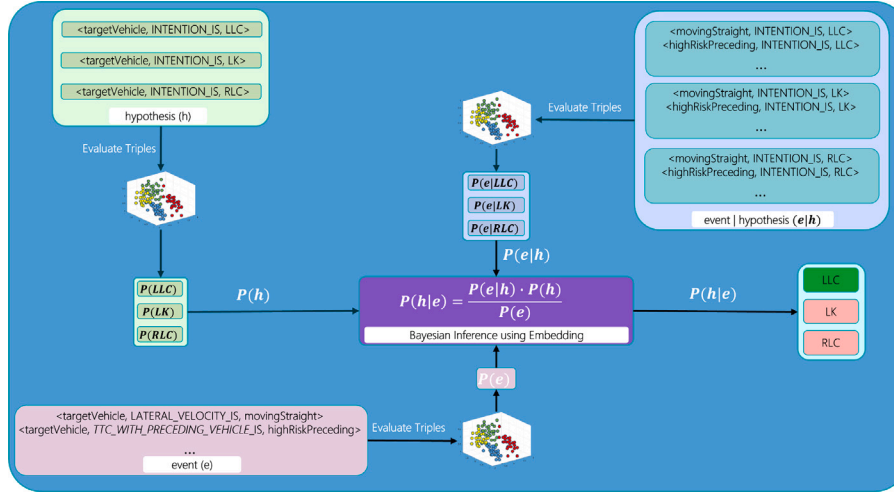 <targetVehicle, INTENTION_IS, LLC>
<targetVehicle, INTENTION_IS, LK>
<targetVehicle, INTENTION_IS, RLC>
hypothesis (h)
Evaluate Triples
P(LLC)
P(LK)
P(RLC)
P(h)
<movingStraight, INTENTION_IS, LLC>
<highRiskPreceding, INTENTION_IS, LLC>
...
<movingStraight, INTENTION_IS, LK>
<highRiskPreceding, INTENTION_IS, LK>
...
<movingStraight, INTENTION_IS, RLC>
<highRiskPreceding, INTENTION_IS, RLC>
...
event | hypothesis (e|h)
Evaluate Triples
P(e|LLC)
P(e|LK)
P(e|RLC)
P(e|h)
P(h|e) = P(e|h) · P(h) / P(e)
Bayesian Inference using Embedding
P(h|e)
LLC
LK
RLC
P(e)
<targetVehicle, LATERAL_VELOCITY_IS, movingStraight>
<targetVehicle, TTC_WITH_PRECEDING_VEHICLE_IS, highRiskPreceding>
...
event (e)
Evaluate Triples